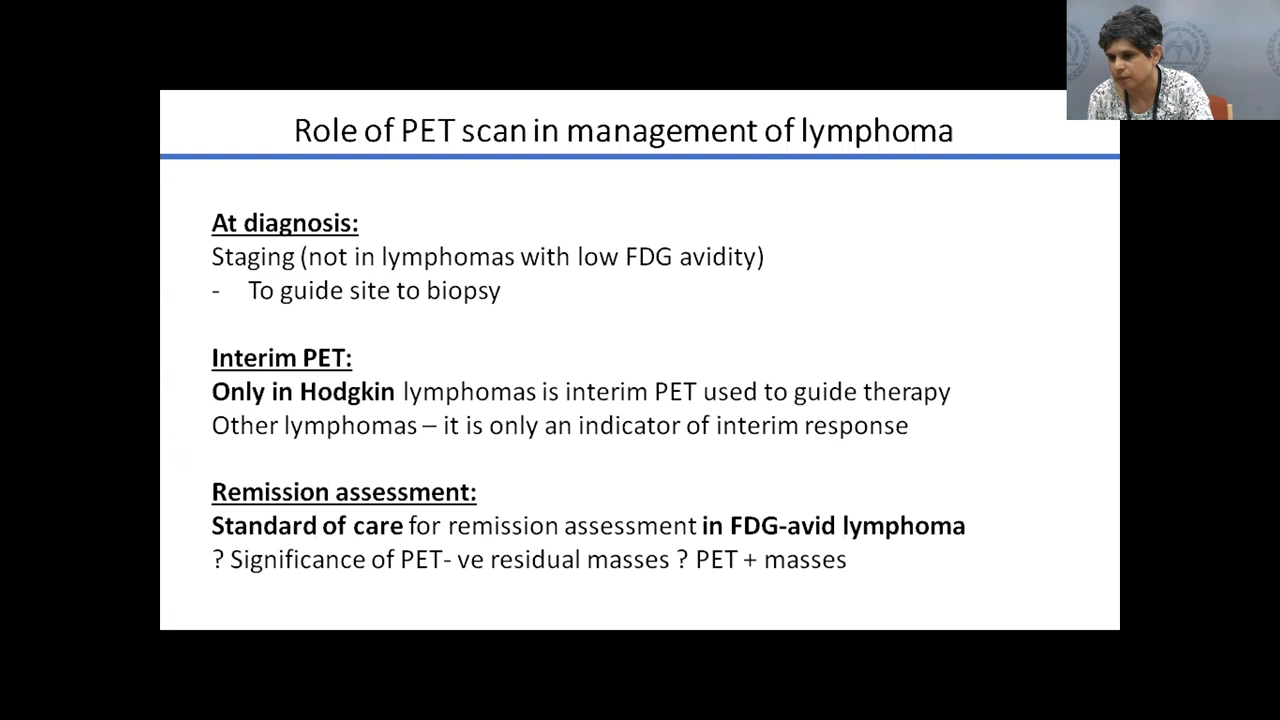 Role of PET scan in management of lymphoma
At diagnosis:
Staging (not in lymphomas with low FDG avidity)
- To guide site to biopsy
Interim PET:
Only in Hodgkin lymphomas is interim PET used to guide therapy
Other lymphomas – it is only an indicator of interim response
Remission assessment:
Standard of care for remission assessment in FDG-avid lymphoma
? Significance of PET- ve residual masses ? PET + masses